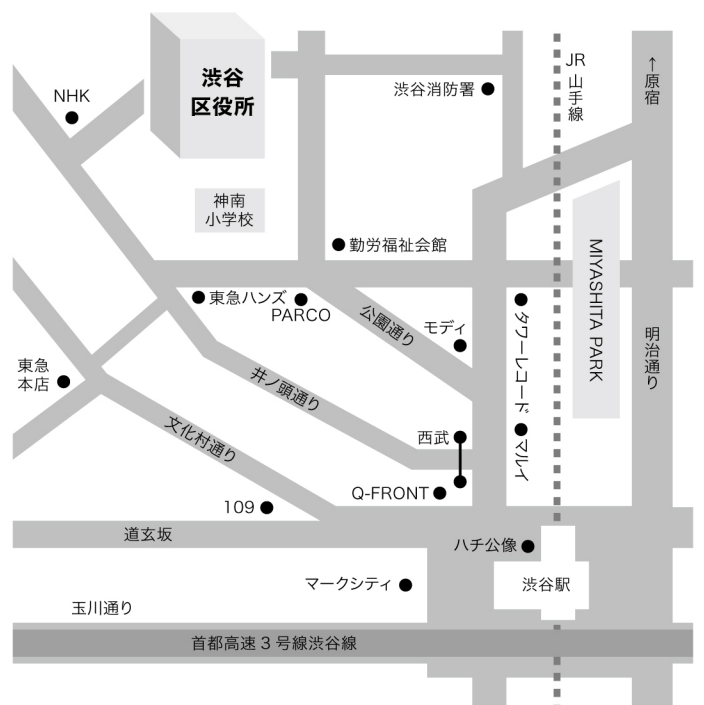 渋谷
区役所
NHK
渋谷消防署
JR
山手線
↑原宿
神南
小学校
勤労福祉会館
MIYASHITA PARK
東急ハンズ
PARCO
公園通り
モディ
タワーレコード
明治通り
東急
本店
井ノ頭通り
文化村通り
西武
マルイ
Q-FRONT
109
道玄坂
ハチ公像
マークシティ
渋谷駅
玉川通り
首都高速3号線渋谷線